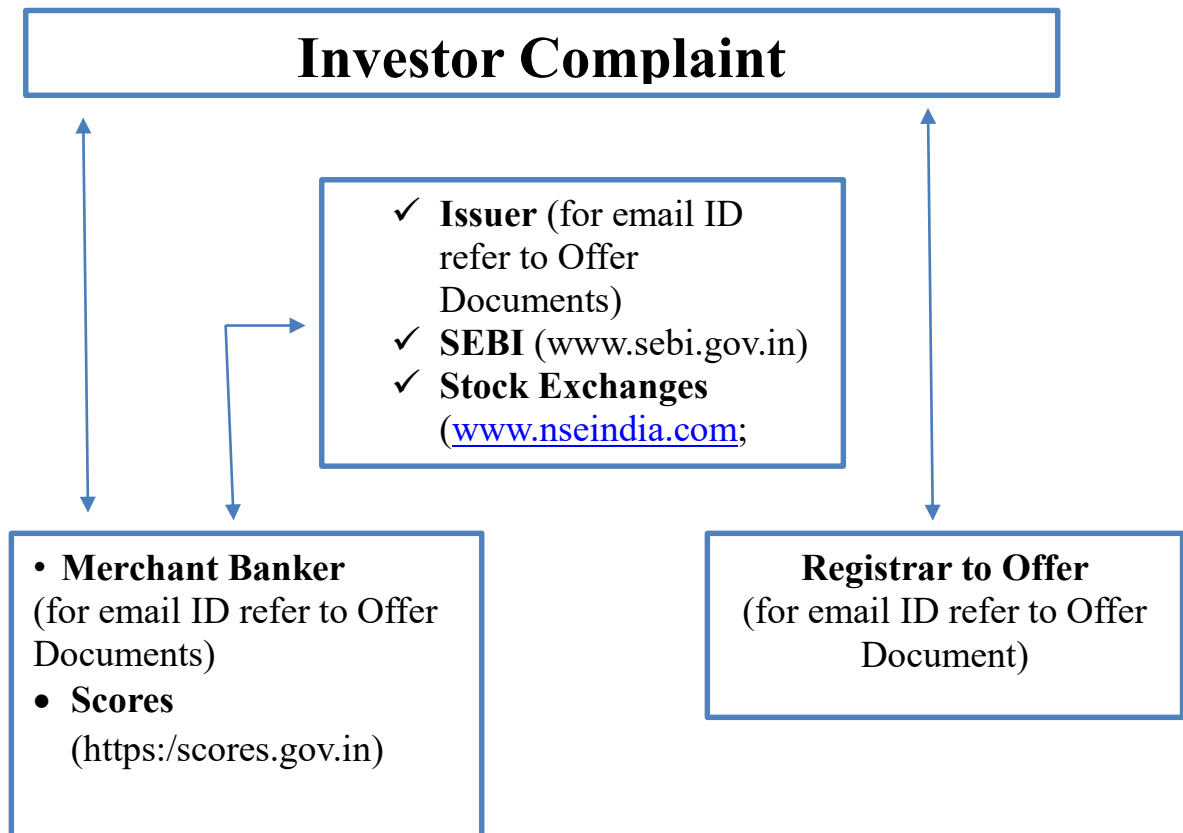 Investor Complaint
✓ Issuer (for email ID
refer to Offer
Documents)
✓ SEBI (www.sebi.gov.in)
✓ Stock Exchanges
(www.nseindia.com;
• Merchant Banker
(for email ID refer to Offer
Documents)
• Scores
(https:/scores.gov.in)
Registrar to Offer
(for email ID refer to Offer
Document)